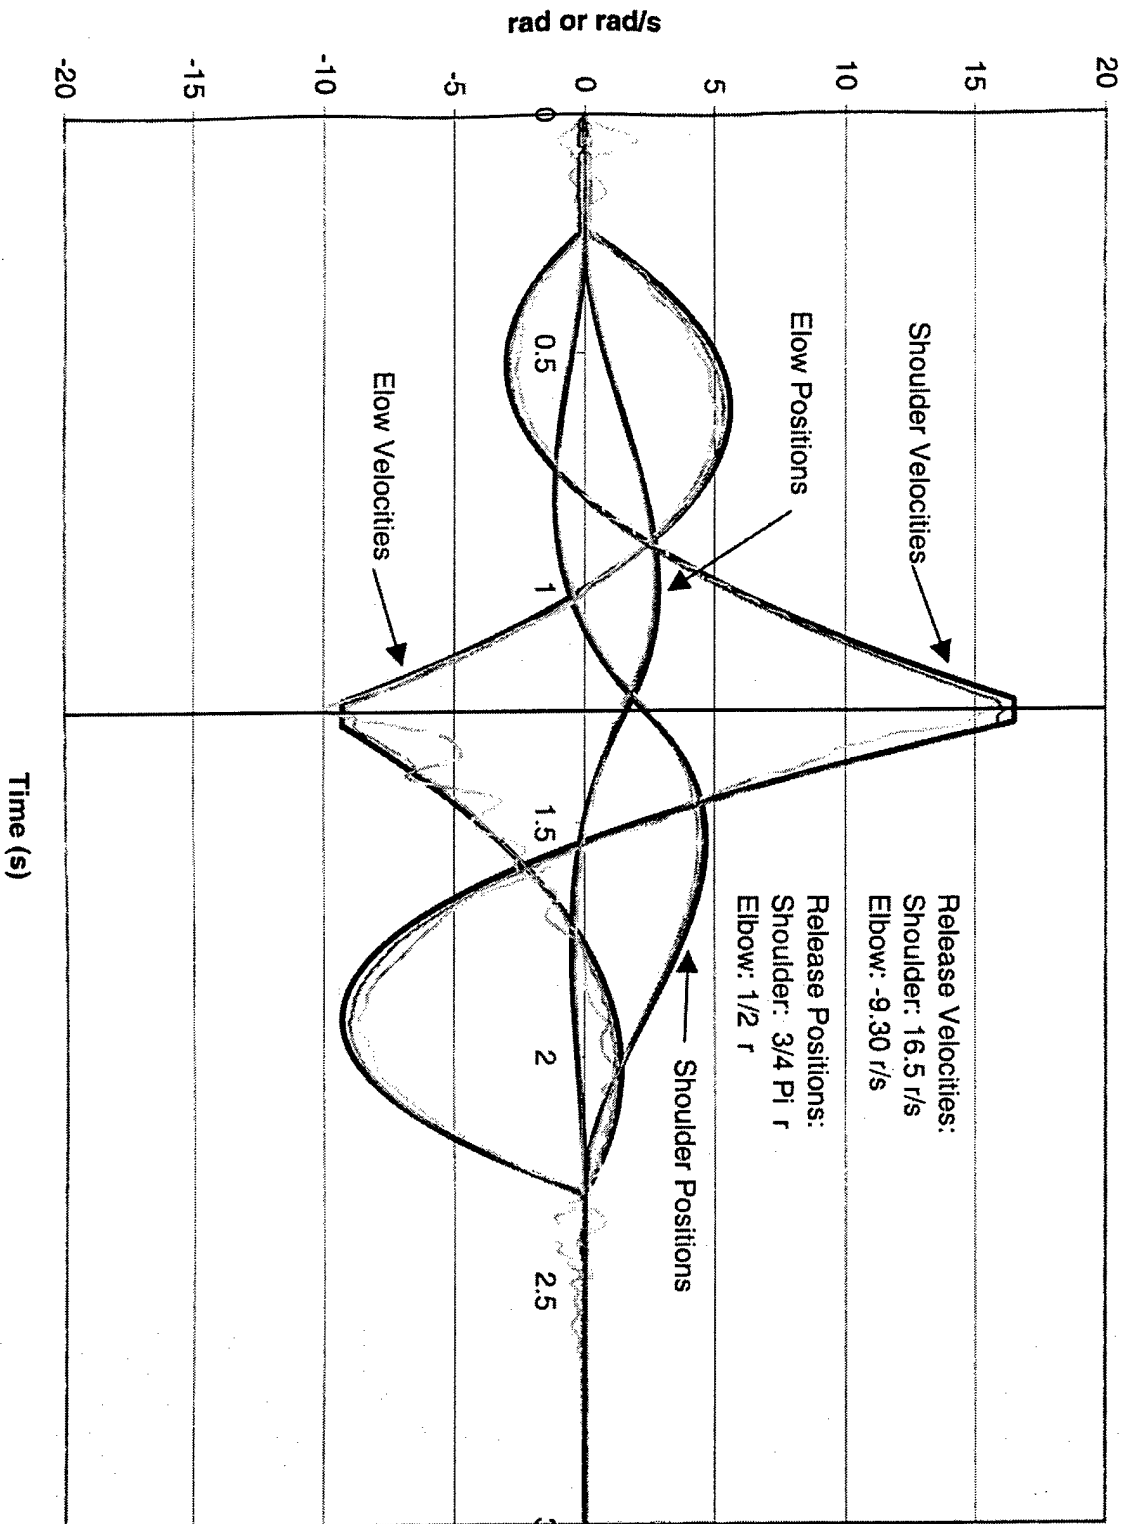 rad or rad/s
20
15
10
5
0
-5
-10
-15
-20
0
0.5
1
1.5
2
2.5
Time (s)
Shoulder Velocities
Elow Positions
Elow Velocities
Release Velocities:
Shoulder: 16.5 r/s
Elbow: -9.30 r/s
Release Positions:
Shoulder: 3/4 Pi r
Elbow: 1/2 r
Shoulder Positions